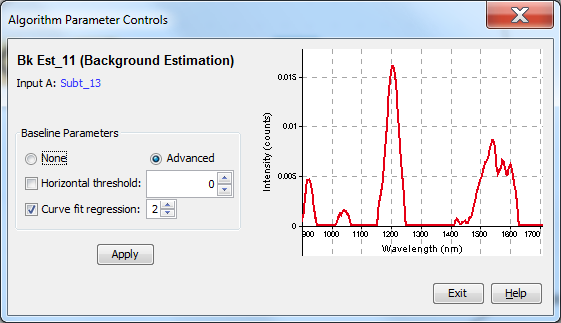 Algorithm Parameter Controls
Bk Est_11 (Background Estimation)
Input A: Subt_13
Baseline Parameters
None
Advanced
Horizontal threshold: 0
Curve fit regression: 2
Apply
Intensity (counts)
0.015
0.01
0.005
0
900 1000 1100 1200 1300 1400 1500 1600 1700
Wavelength (nm)
Exit
Help